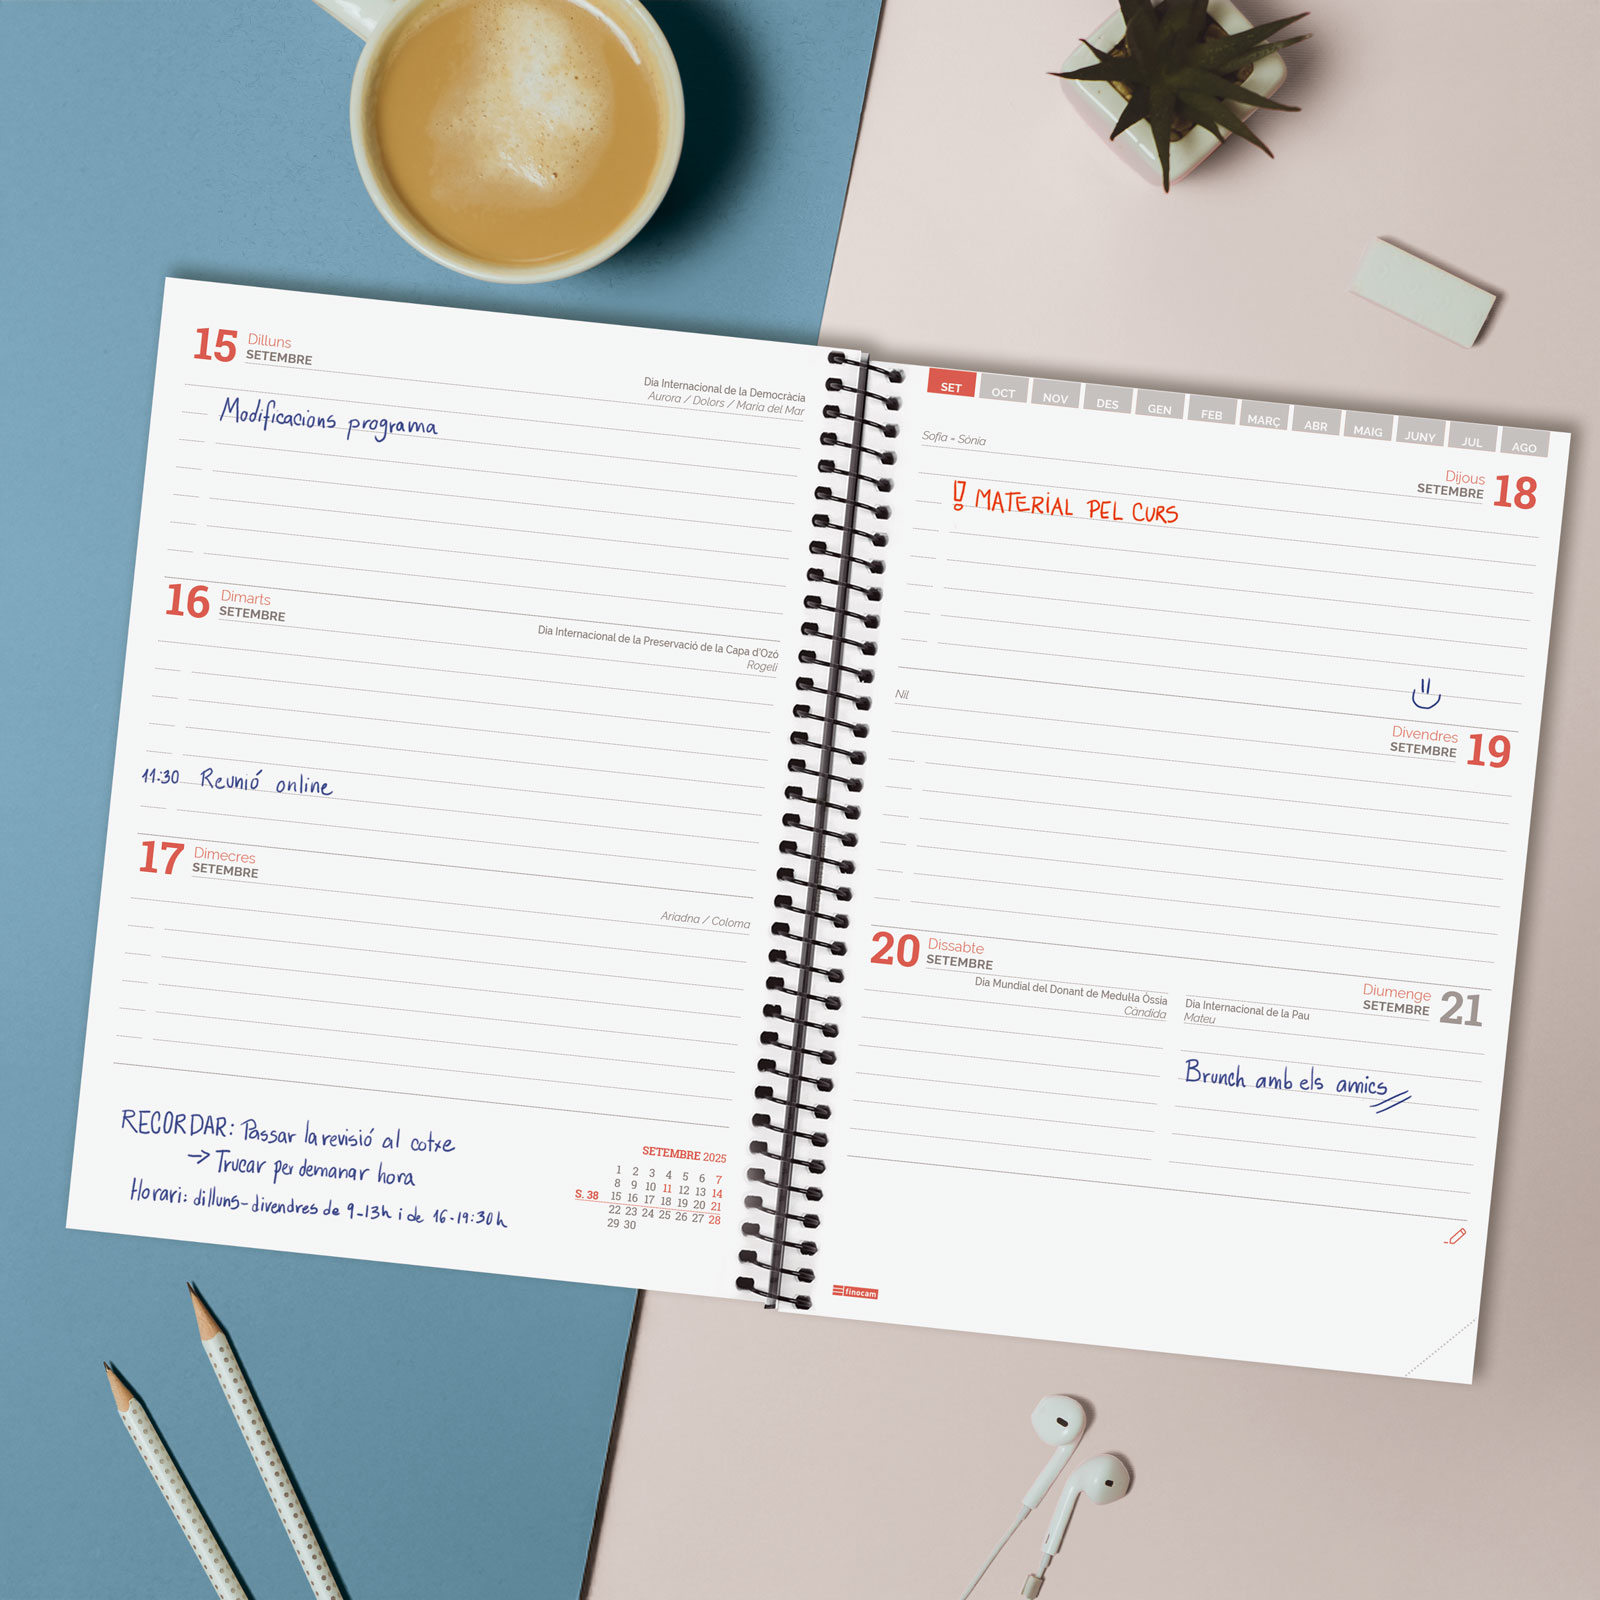 15 Dilluns
SETEMBRE
Dia Internacional de la Democràcia
Aurora / Dolors / Maria del Mar
Modificacions programa
16 Dimarts
SETEMBRE
Dia Internacional de la Preservació de la Capa d'Ozó
Rogeli
11:30 Reunió online
17 Dimecres
SETEMBRE
Ariadna / Coloma
RECORDAR: Passar la revisió al cotxe
→ Trucar per demanar hora
Horari: dilluns-divendres de 9-13h i de 16-19:30h
SETEMBRE 2025
1 2 3 4 5 6 7
8 9 10 11 12 13 14
S. 38 15 16 17 18 19 20 21
22 23 24 25 26 27 28
29 30
SET OCT NOV DES GEN FEB MARÇ ABR MAIG JUNY JUL AGO
Sofia - Sònia
Dijous 18
SETEMBRE
!! MATERIAL PEL CURS
Nil
Divendres 19
SETEMBRE
20 Dissabte
SETEMBRE
Dia Mundial del Donant de Medul·la Òssia
Càndida
Diumenge 21
SETEMBRE
Dia Internacional de la Pau
Mateu
Brunch amb els amics
finocam